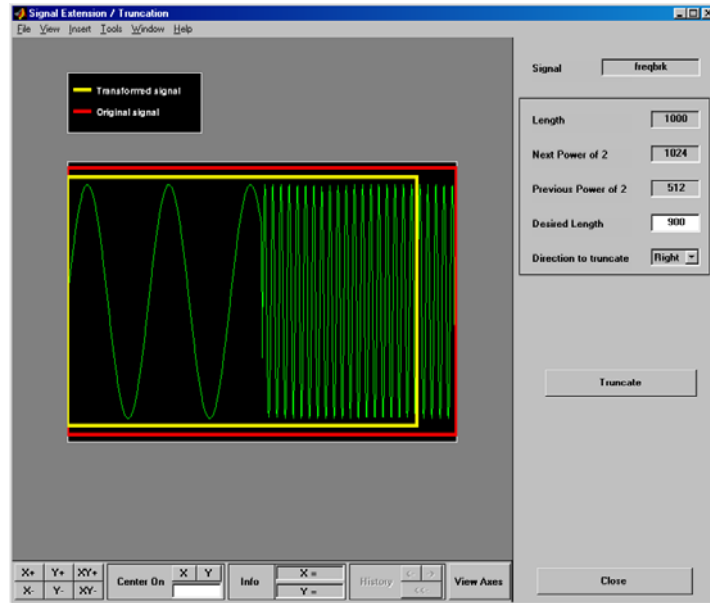 Signal Extension / Truncation
File View Insert Tools Window Help
Transformed signal
Original signal
Signal freqbrk
Length 1000
Next Power of 2 1024
Previous Power of 2 512
Desired Length 900
Direction to truncate Right
Truncate
X+ Y+ XY+
X- Y- XY-
Center On X Y
Info X =
Y =
History <- ->
<<-
View Axes
Close